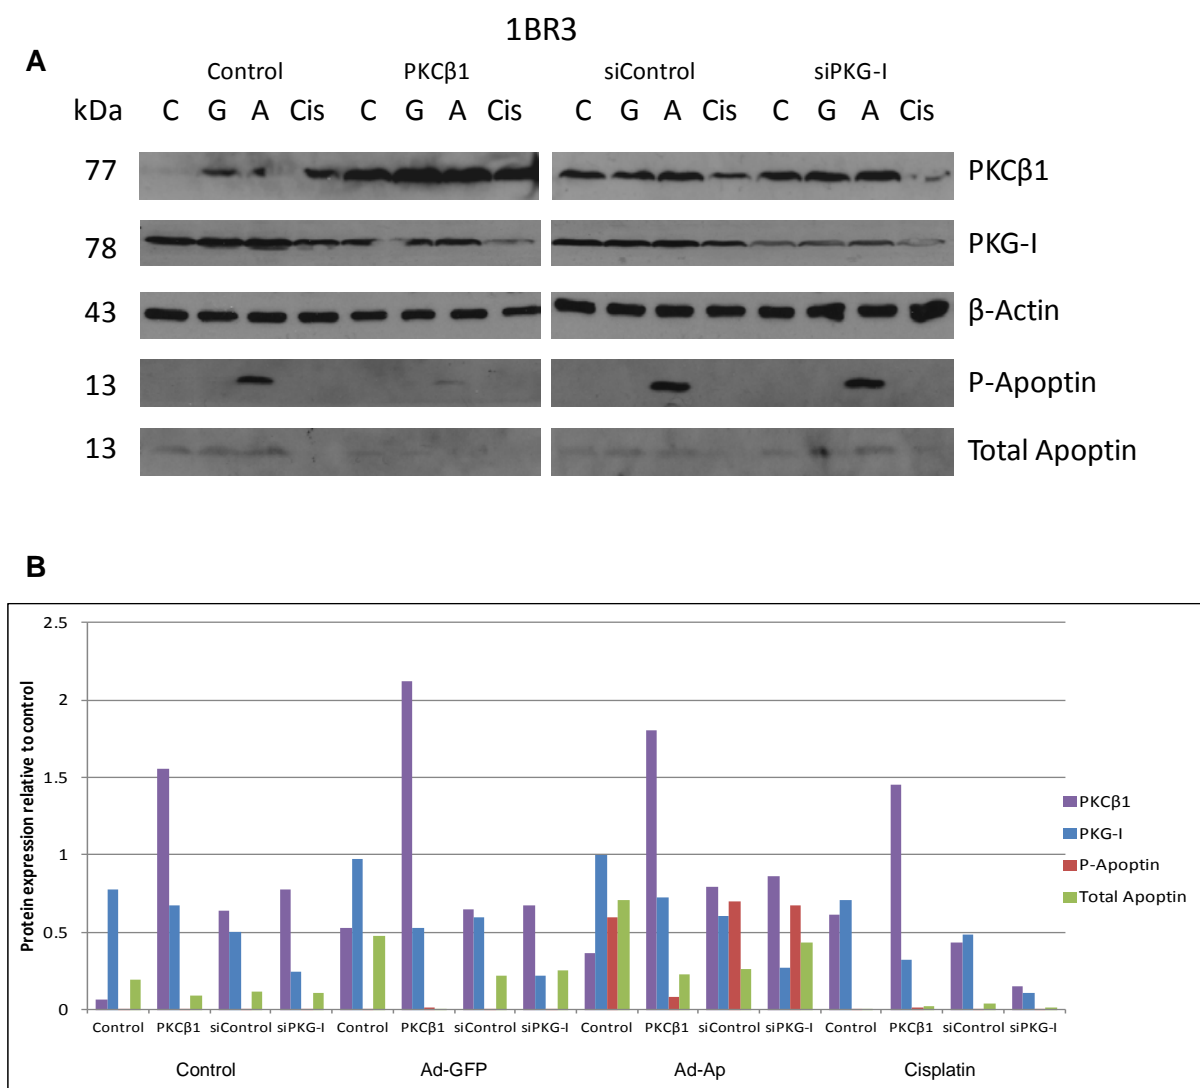 1BR3
A
Control PKCβ1 siControl siPKG-I
kDa C G A Cis C G A Cis C G A Cis C G A Cis
77 PKCβ1
78 PKG-I
43 β-Actin
13 P-Apoptin
13 Total Apoptin
B
Protein expression relative to control
2.5
2
1.5
1
0.5
0
PKCβ1
PKG-I
P-Apoptin
Total Apoptin
Control PKCβ1 siControl siPKG-I Control PKCβ1 siControl siPKG-I Control PKCβ1 siControl siPKG-I Control PKCβ1 siControl siPKG-I
Control Ad-GFP Ad-Ap Cisplatin